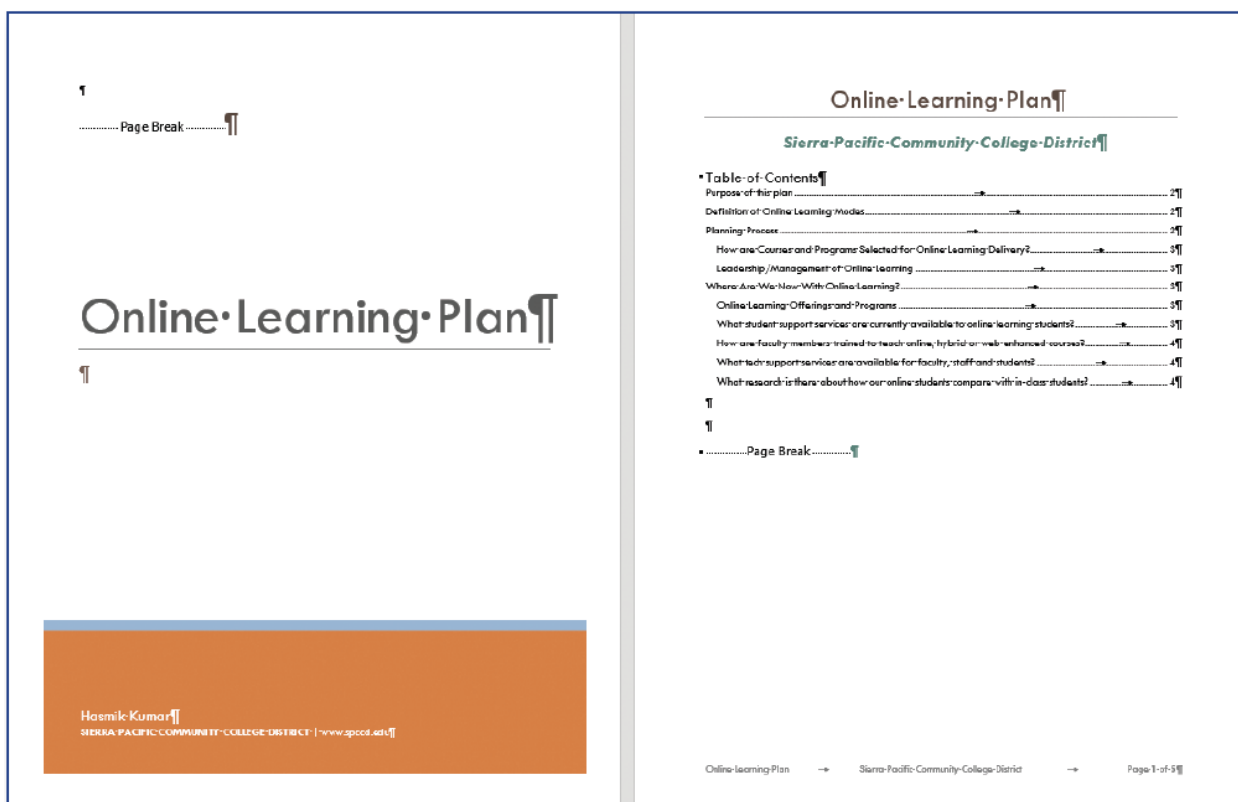 ¶
Page Break ¶
Online·Learning·Plan¶
¶
Hasmik·Kumar¶
SIERRA·PACIFIC·COMMUNITY·COLLEGE·DISTRICT·|·www.spccd.edu¶
Online·Learning·Plan¶
Sierra·Pacific·Community·College·District¶
Table·of·Contents¶
Purpose·of·this·plan → 2¶
Definition·of·Online·Learning·Modes → 2¶
Planning·Process → 2¶
How·are·Courses·and·Programs·Selected·for·Online·Learning·Delivery? → 3¶
Leadership/Management·of·Online·Learning → 3¶
Where·Are·We·Now·With·Online·Learning? → 3¶
Online·Learning·Offerings·and·Programs → 3¶
What·student·support·services·are·currently·available·to·online·learning·students? → 3¶
How·are·faculty·members·trained·to·teach·online,·hybrid·or·web-enhanced·courses? → 4¶
What·tech·support·services·are·available·for·faculty,·staff·and·students? → 4¶
What·research·is·there·about·how·our·online·students·compare·with·in-class·students? → 4¶
¶
¶
Page Break ¶
Online·Learning·Plan → Sierra·Pacific·Community·College·District → Page·1·of·5¶